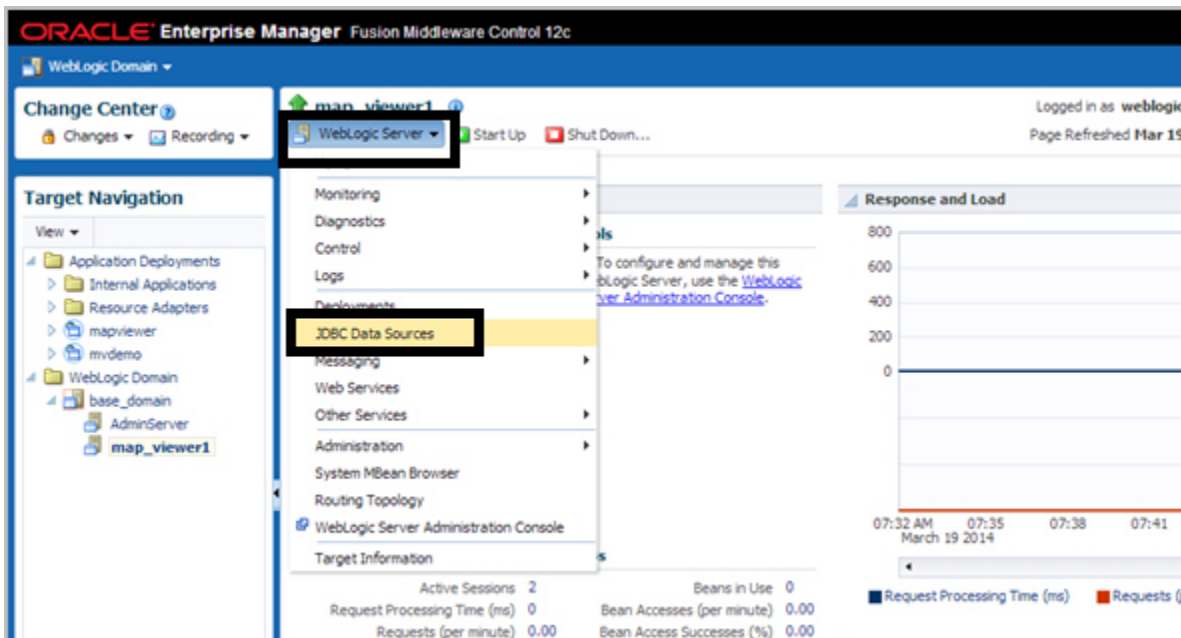 ORACLE Enterprise Manager Fusion Middleware Control 12c
WebLogic Domain
Change Center
Changes Recording
map_viewer1
WebLogic Server Start Up Shut Down...
Logged in as weblogic
Page Refreshed Mar 19
Target Navigation
View
Application Deployments
Internal Applications
Resource Adapters
mapviewer
mvdemo
WebLogic Domain
base_domain
AdminServer
map_viewer1
Monitoring
Diagnostics
Control
Logs
Deployments
JDBC Data Sources
Messaging
Web Services
Other Services
Administration
System MBean Browser
Routing Topology
WebLogic Server Administration Console
Target Information
To configure and manage this
WebLogic Server, use the WebLogic
Server Administration Console.
Active Sessions 2
Request Processing Time (ms) 0
Requests (per minute) 0.00
Beans in Use 0
Bean Accesses (per minute) 0.00
Bean Access Successes (%) 0.00
Response and Load
800
600
400
200
0
07:32 AM 07:35 07:38 07:41
March 19 2014
Request Processing Time (ms) Requests (